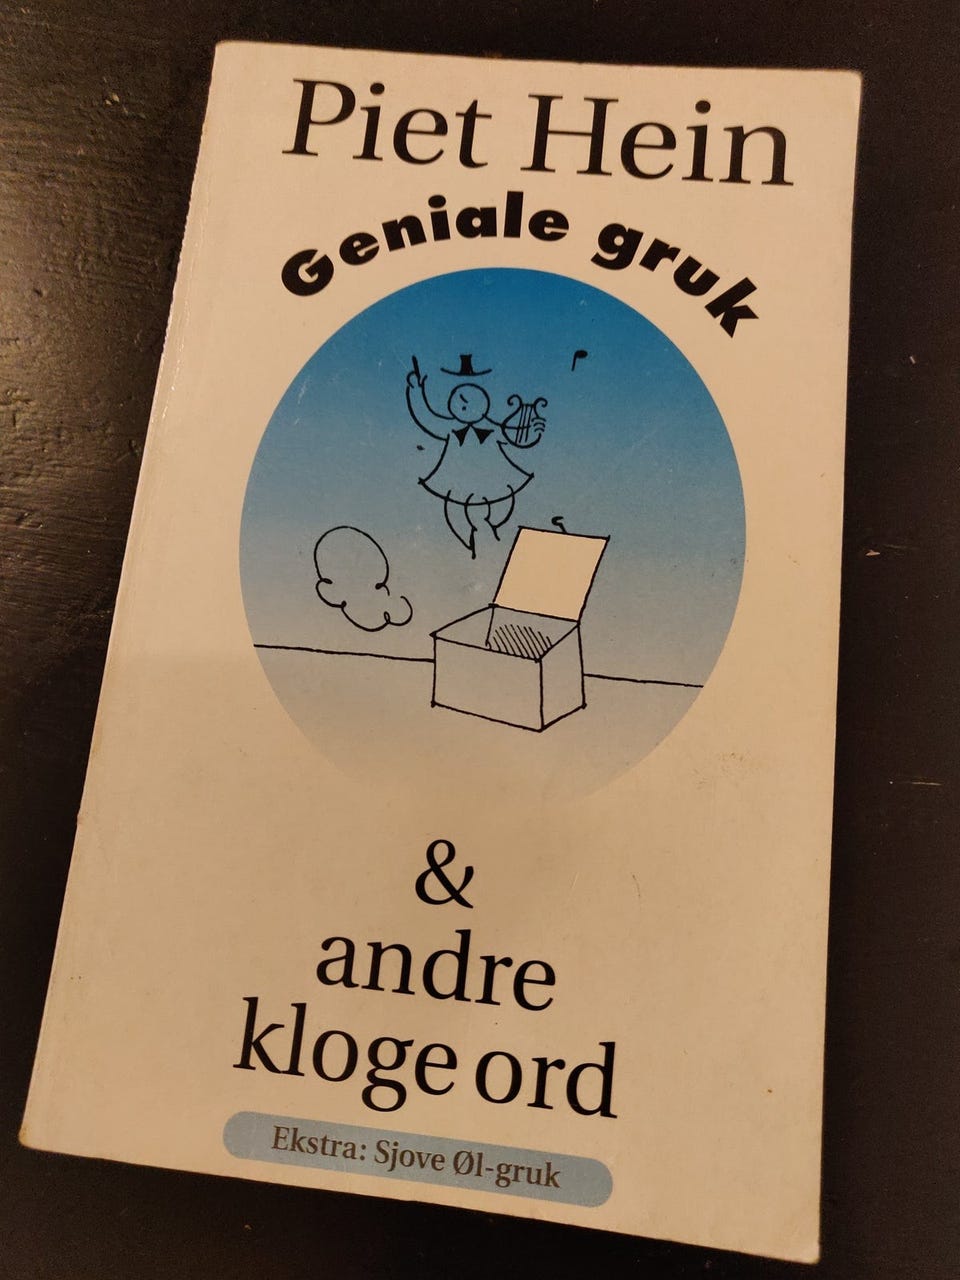 Piet Hein
Geniale gruk
&
andre
kloge ord
Ekstra: Sjove Øl-gruk